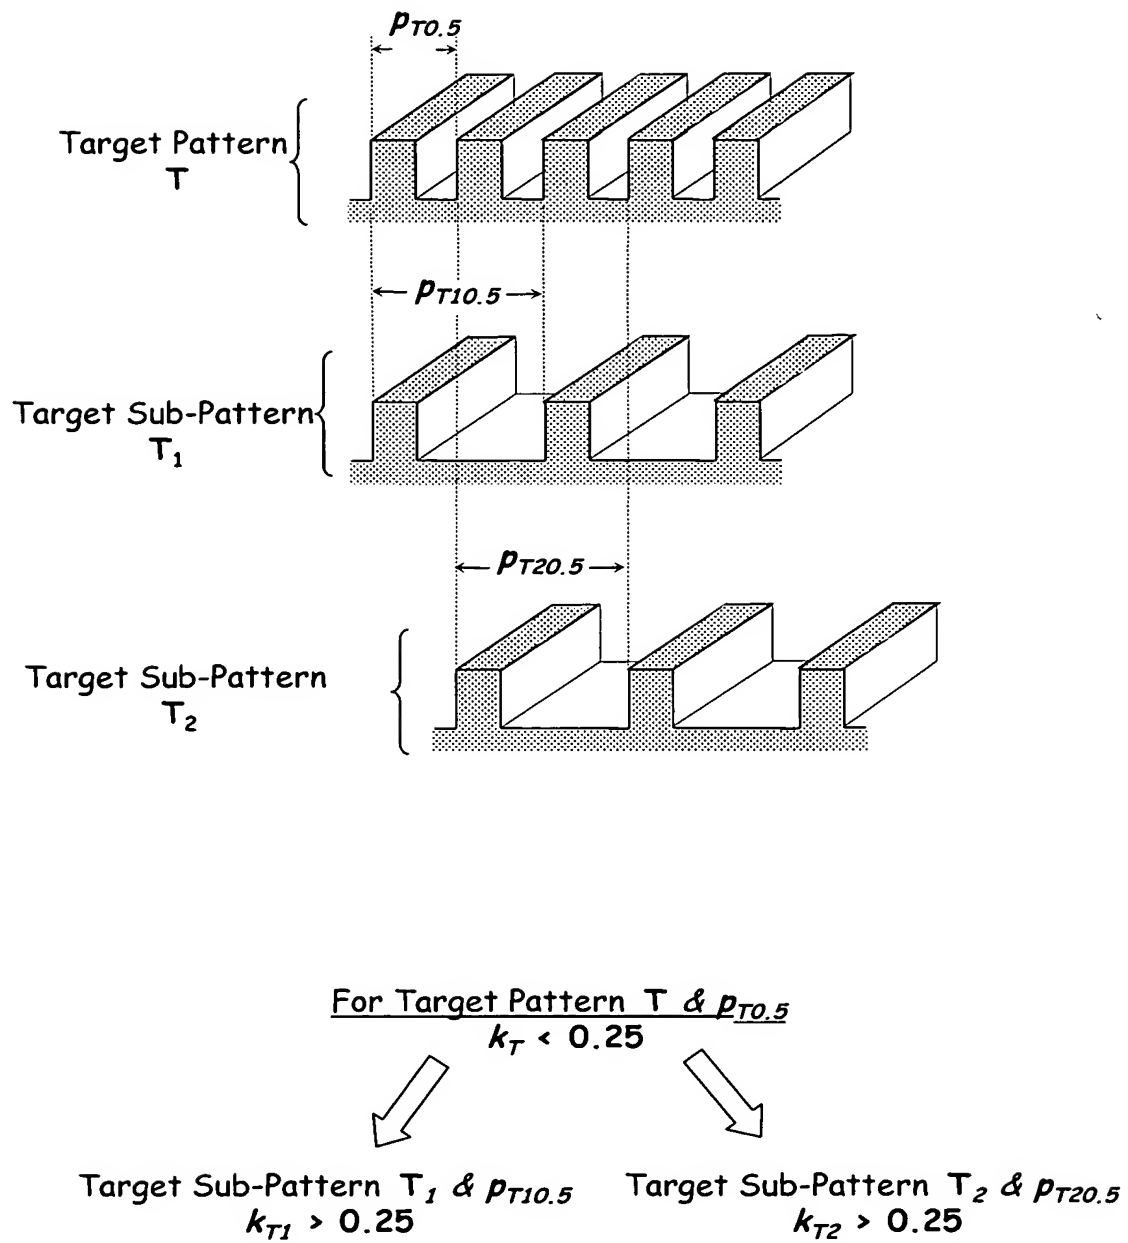 pT0.5
Target Pattern
T
pT10.5
Target Sub-Pattern
T1
pT20.5
Target Sub-Pattern
T2
For Target Pattern T & pT0.5
kT < 0.25
Target Sub-Pattern T1 & pT10.5
kT1 > 0.25
Target Sub-Pattern T2 & pT20.5
kT2 > 0.25